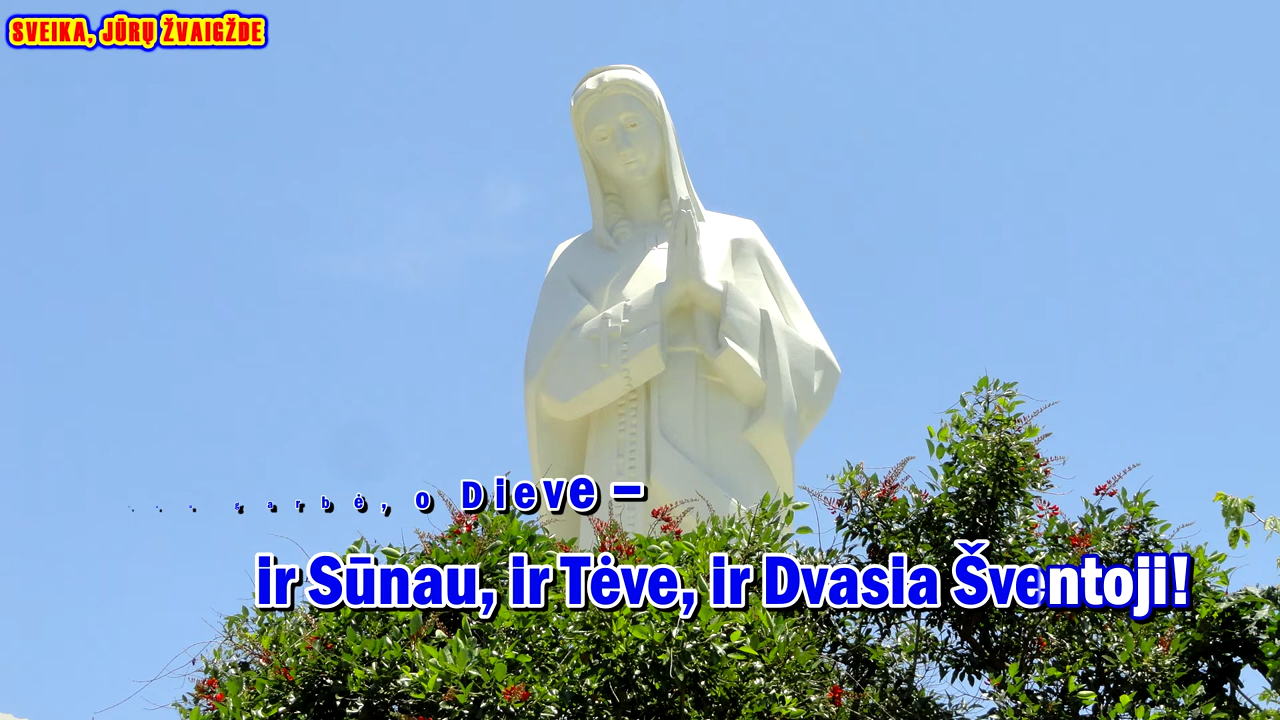 SVEIKA, JŪRŲ ŽVAIGŽDE
... garbė, o Dieve –
ir Sūnau, ir Tėve, ir Dvasia Šventoji!